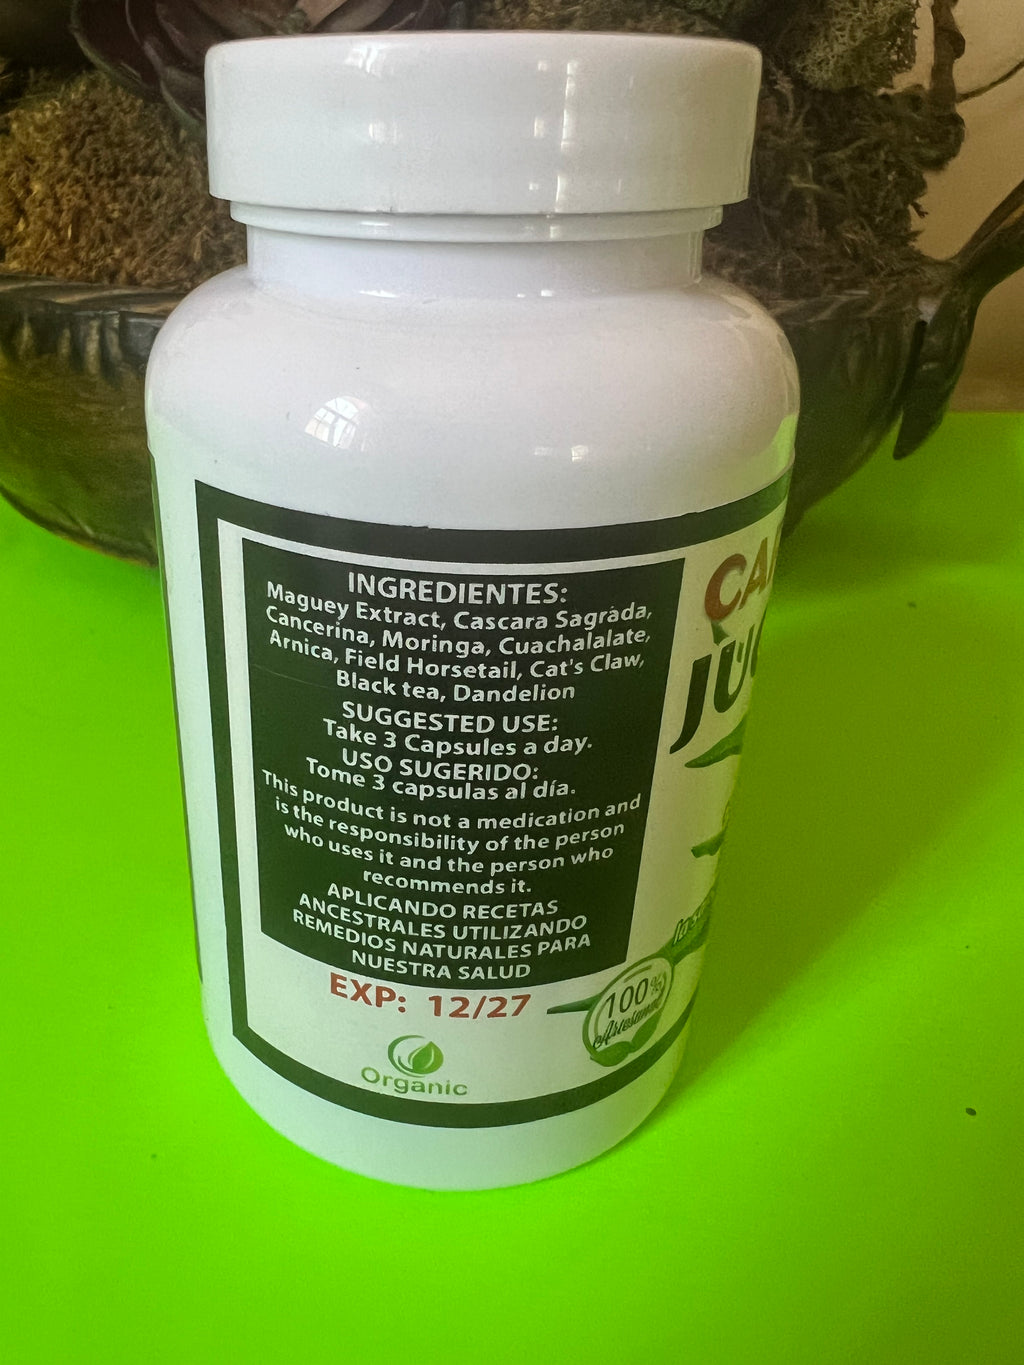 INGREDIENTES:
Maguey Extract, Cascara Sagrada,
Cancerina, Moringa, Cuachalalate,
Arnica, Field Horsetail, Cat's Claw,
Black tea, Dandelion
SUGGESTED USE:
Take 3 Capsules a day.
USO SUGERIDO:
Tome 3 capsulas al día.
This product is not a medication and
is the responsibility of the person
who uses it and the person who
recommends it.
APLICANDO RECETAS
ANCESTRALES UTILIZANDO
REMEDIOS NATURALES PARA
NUESTRA SALUD
EXP: 12/27
Organic
100%